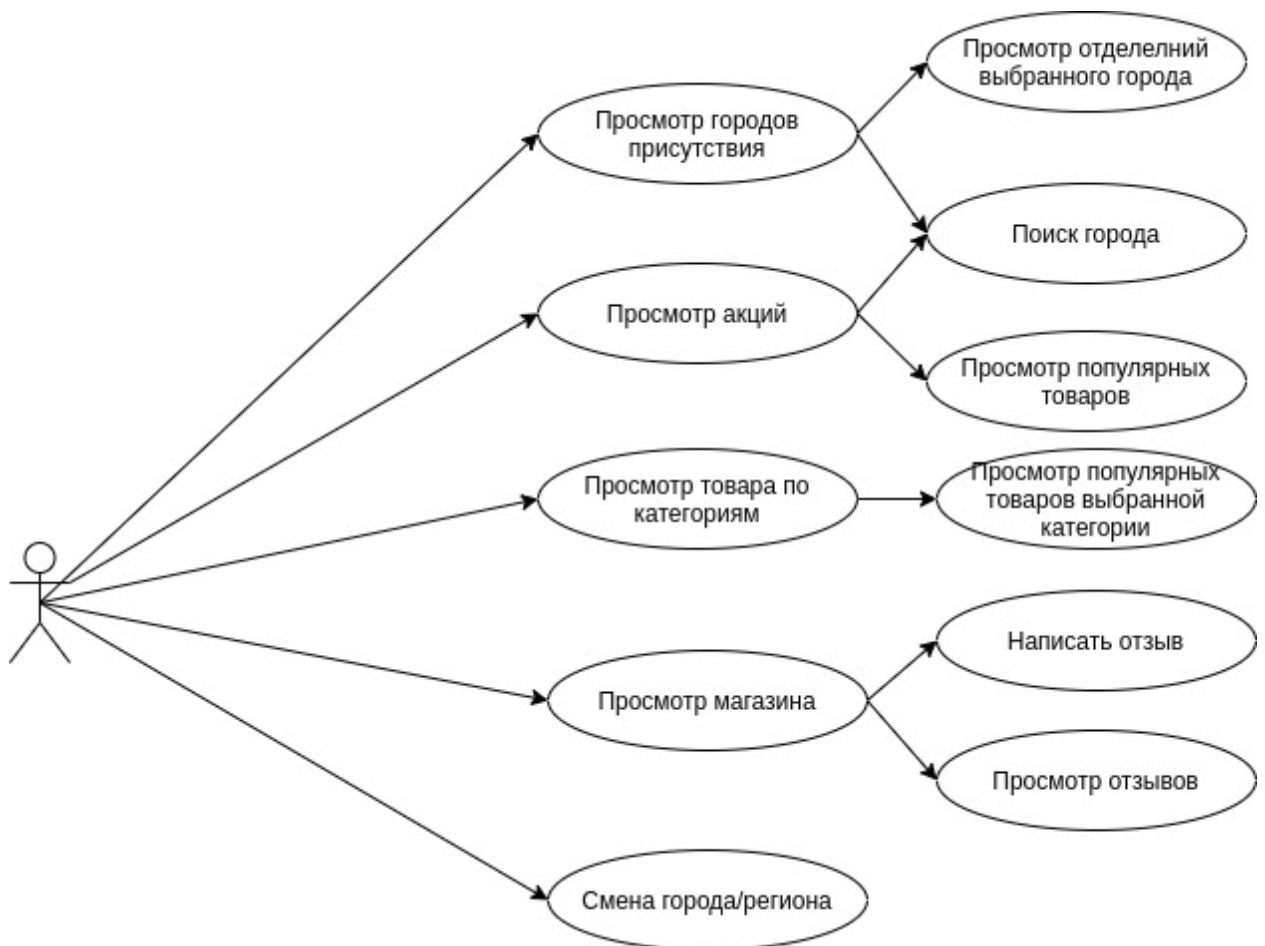 Просмотр отделелний
выбранного города
Просмотр городов
присутствия
Поиск города
Просмотр акций
Просмотр популярных
товаров
Просмотр товара по
категориям
Просмотр популярных
товаров выбранной
категории
Написать отзыв
Просмотр магазина
Просмотр отзывов
Смена города/региона